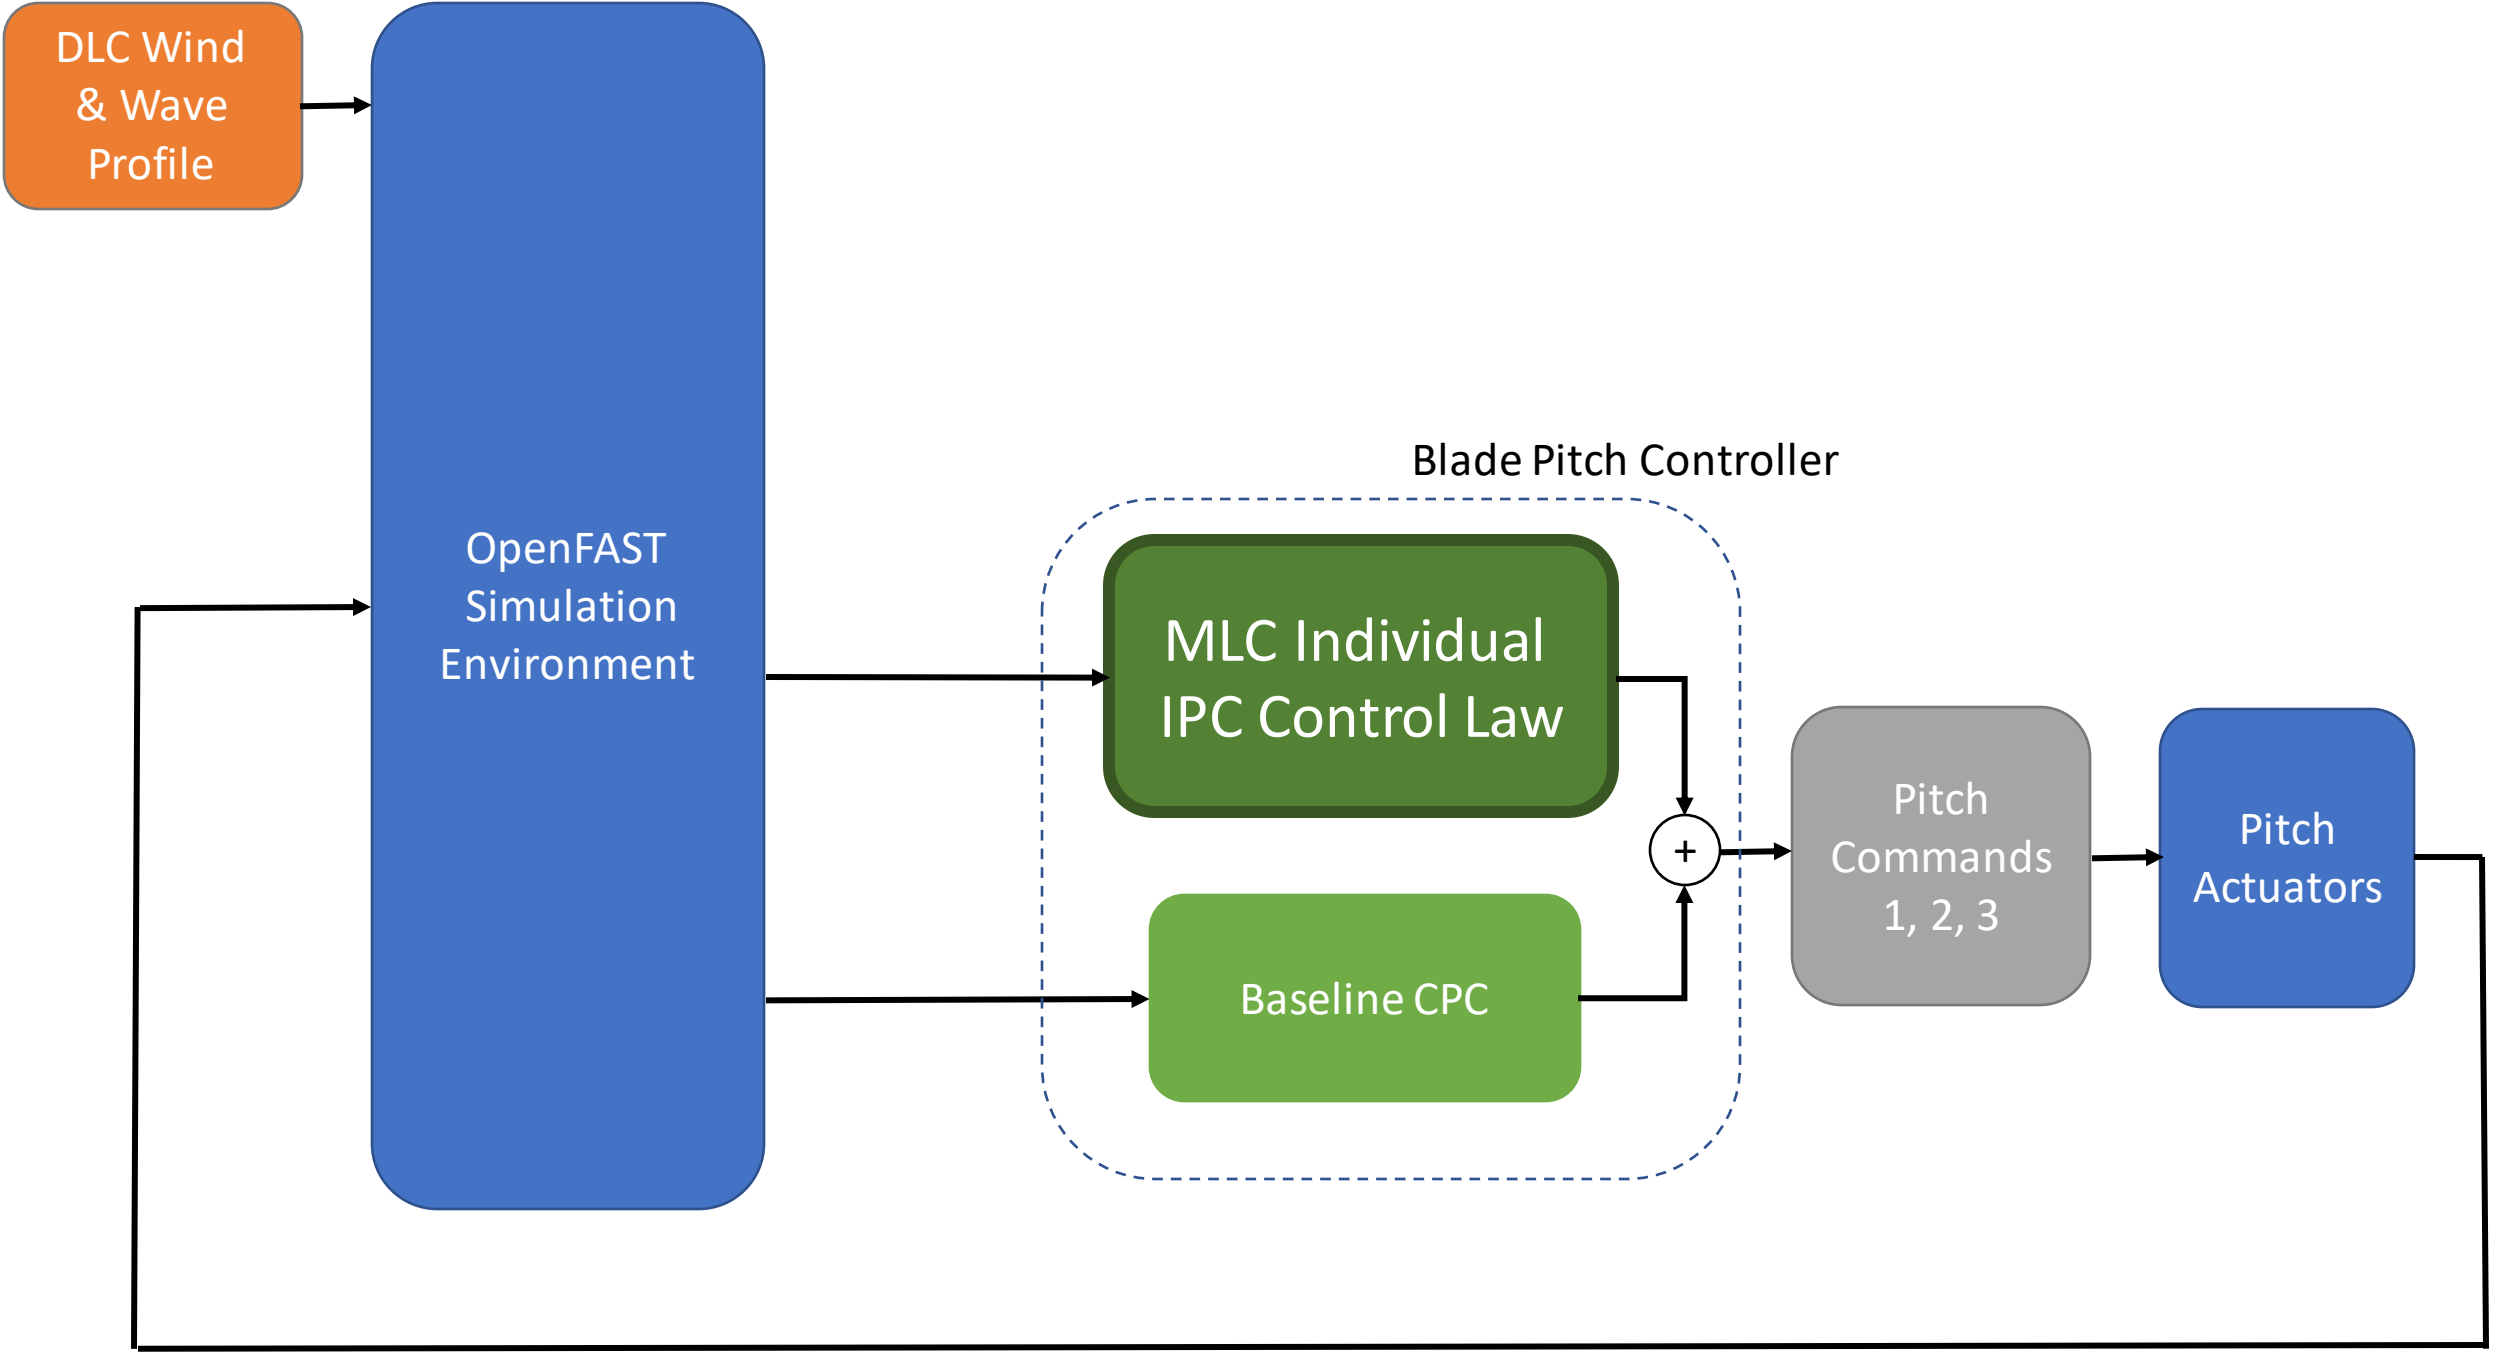 DLC Wind
& Wave
Profile
OpenFAST
Simulation
Environment
Blade Pitch Controller
MLC Individual
IPC Control Law
+
Baseline CPC
Pitch
Commands
1, 2, 3
Pitch
Actuators